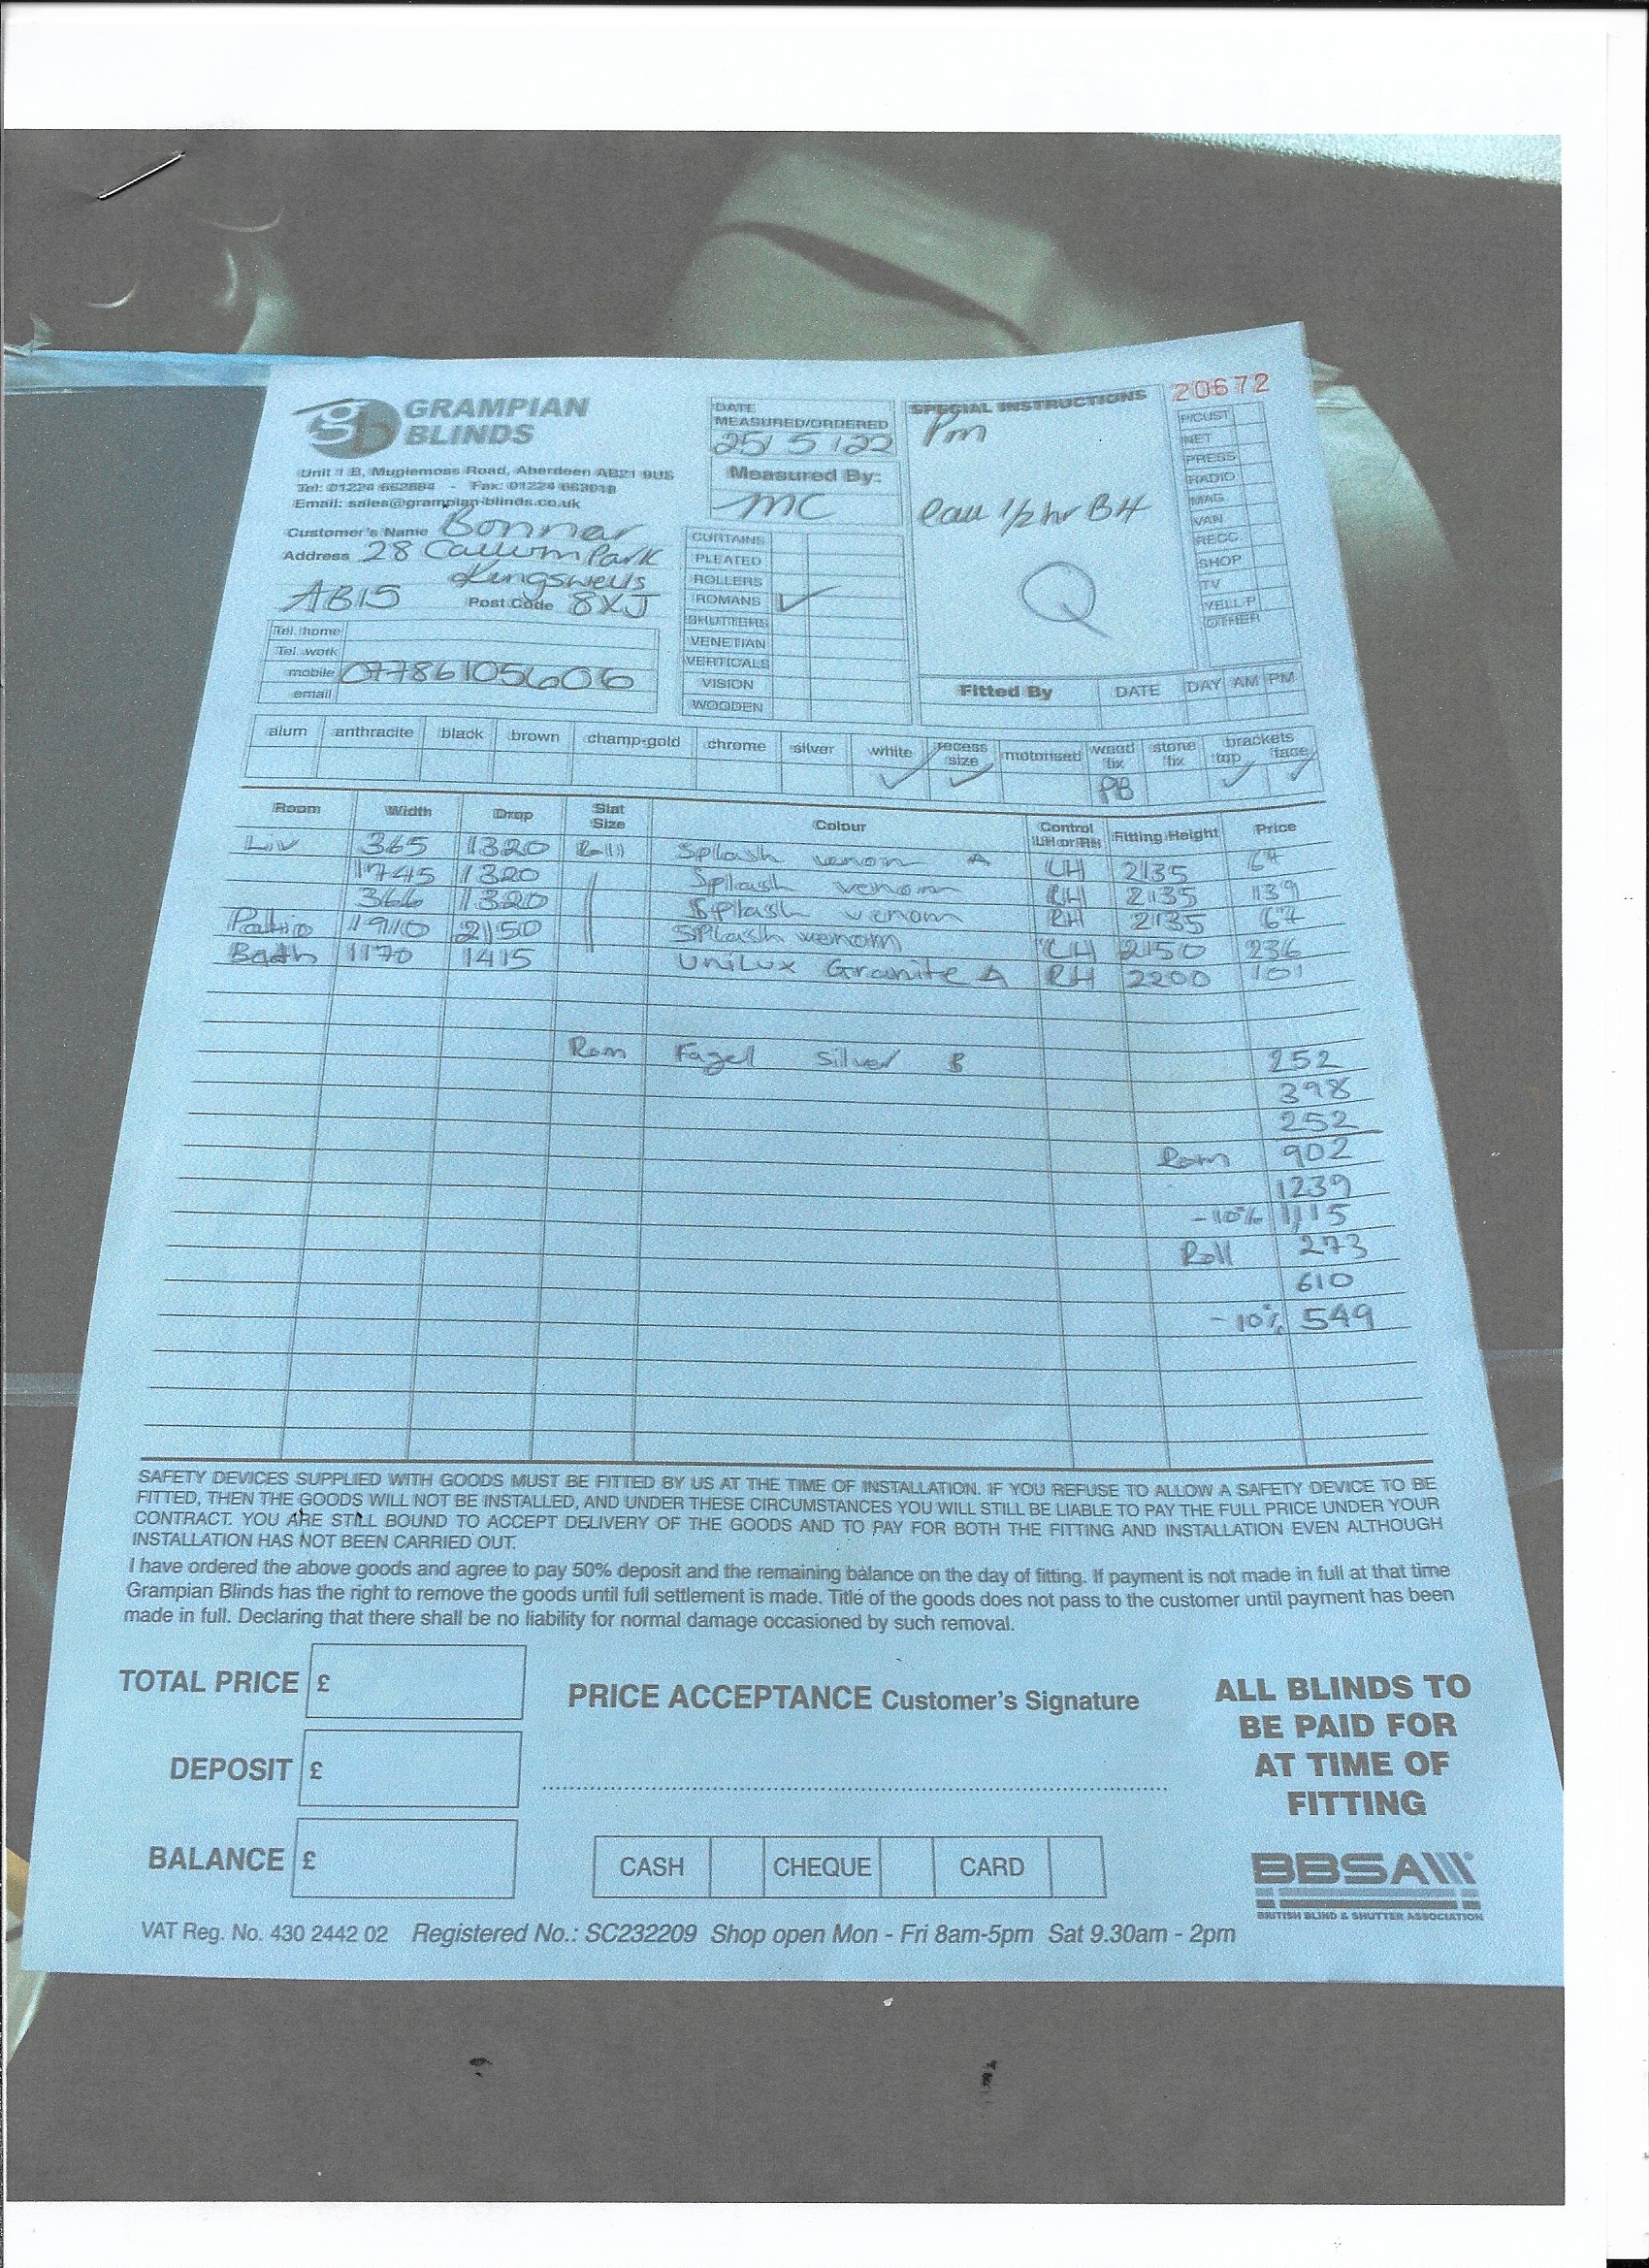 GRAMPIAN
BLINDS
Unit 1 B, Muglemoss Road, Aberdeen AB21 9US
Tel: 01224 662884 - Fax: 01224 663018
Email: sales@grampian-blinds.co.uk
Customer's Name Bonnar
Address 28 Callum Park
Kingswells
AB15 Post Code 8XJ
Tel. home
Tel. work
mobile 07786105606
email
DATE
MEASURED/ORDERED
25/5/22
Measured By:
MC
CURTAINS
PLEATED
ROLLERS
ROMANS ✓
SHUTTERS
VENETIAN
VERTICALS
VISION
WOODEN
SPECIAL INSTRUCTIONS
Pm
Call 1/2 hr BH
Q
20672
P/CUST
NET
PRESS
RADIO
MAG
VAN
RECC
SHOP
TV
YELL P
OTHER
Fitted By DATE DAY AM PM
alum anthracite black brown champ-gold chrome silver white recess size motorised wood fix stone fix brackets top face
✓ ✓ PB ✓ ✓
Room Width Drop Slat Size Colour Control LH or RH Fitting Height Price
Liv 365 1320 Roll Splash venom A LH 2135 67
1745 1320 Splash venom LH 2135 139
366 1320 Splash venom RH 2135 67
Patio 1910 2150 Splash venom LH 2150 236
Bath 1170 1415 Unilux Granite A RH 2200 101
Rom Fagel Silver B 252
398
252
Rom 902
1239
-10% 1115
Roll 273
610
-10% 549
SAFETY DEVICES SUPPLIED WITH GOODS MUST BE FITTED BY US AT THE TIME OF INSTALLATION. IF YOU REFUSE TO ALLOW A SAFETY DEVICE TO BE
FITTED, THEN THE GOODS WILL NOT BE INSTALLED, AND UNDER THESE CIRCUMSTANCES YOU WILL STILL BE LIABLE TO PAY THE FULL PRICE UNDER YOUR
CONTRACT. YOU ARE STILL BOUND TO ACCEPT DELIVERY OF THE GOODS AND TO PAY FOR BOTH THE FITTING AND INSTALLATION EVEN ALTHOUGH
INSTALLATION HAS NOT BEEN CARRIED OUT.
I have ordered the above goods and agree to pay 50% deposit and the remaining balance on the day of fitting. If payment is not made in full at that time
Grampian Blinds has the right to remove the goods until full settlement is made. Title of the goods does not pass to the customer until payment has been
made in full. Declaring that there shall be no liability for normal damage occasioned by such removal.
TOTAL PRICE £
DEPOSIT £
BALANCE £
PRICE ACCEPTANCE Customer's Signature
CASH CHEQUE CARD
ALL BLINDS TO
BE PAID FOR
AT TIME OF
FITTING
BBSA
BRITISH BLIND & SHUTTER ASSOCIATION
VAT Reg. No. 430 2442 02 Registered No.: SC232209 Shop open Mon - Fri 8am-5pm Sat 9.30am - 2pm